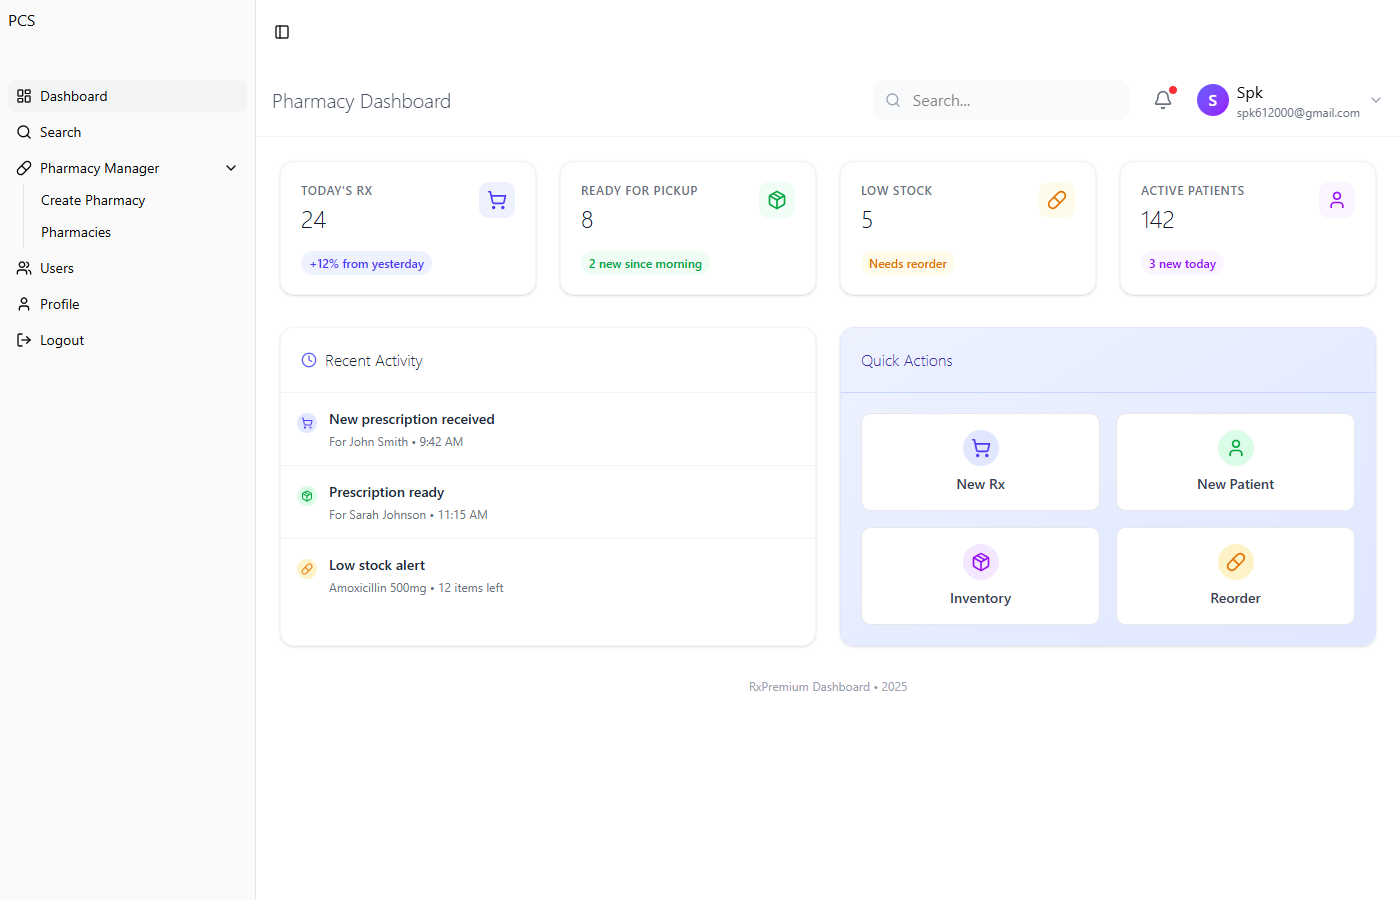 PCS
Dashboard
Search
Pharmacy Manager
Create Pharmacy
Pharmacies
Users
Profile
Logout
Pharmacy Dashboard
Search...
S
Spk
spk612000@gmail.com
TODAY'S RX
24
+12% from yesterday
READY FOR PICKUP
8
2 new since morning
LOW STOCK
5
Needs reorder
ACTIVE PATIENTS
142
3 new today
Recent Activity
New prescription received
For John Smith • 9:42 AM
Prescription ready
For Sarah Johnson • 11:15 AM
Low stock alert
Amoxicillin 500mg • 12 items left
Quick Actions
New Rx
New Patient
Inventory
Reorder
RxPremium Dashboard • 2025